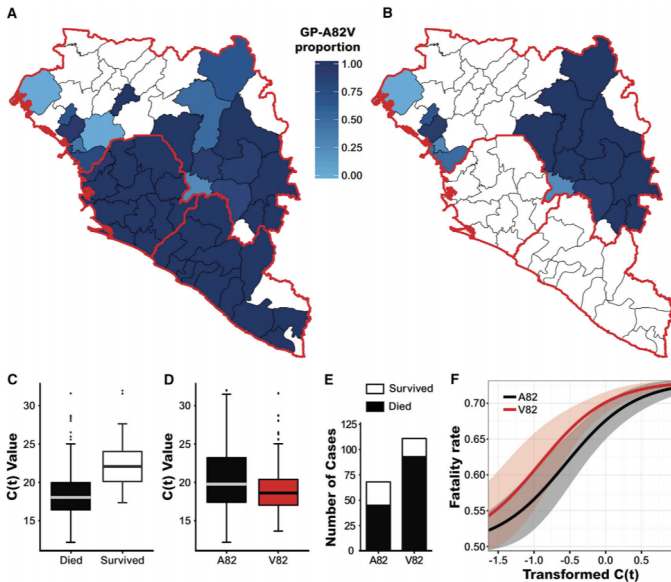 A
GP-A82V
proportion
1.00
0.75
0.50
0.25
0.00
B
C
C(t) Value
30
25
20
15
Died
Survived
D
C(t) Value
30
25
20
15
A82
V82
E
Survived
Died
Number of Cases
125
100
75
50
25
0
A82
V82
F
A82
V82
Fatality rate
0.70
0.65
0.60
0.55
0.50
-1.5
-1.0
-0.5
0.0
0.5
Transformed C(t)